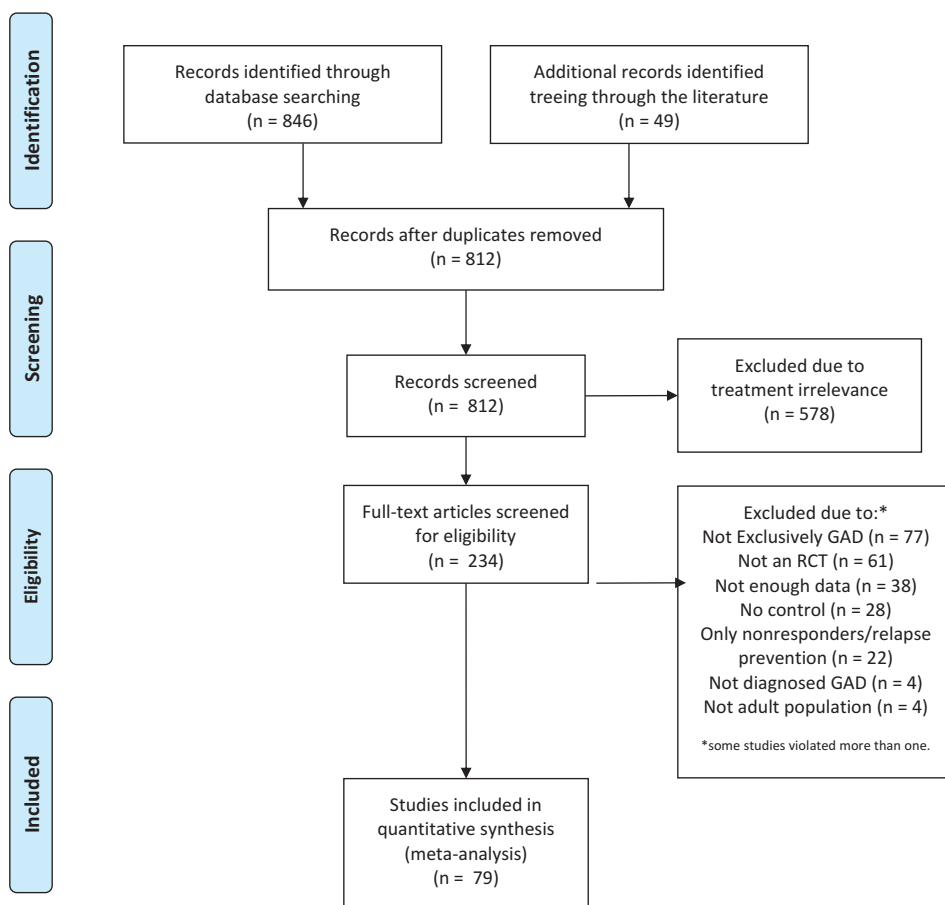 Identification
Records identified through
database searching
(n = 846)
Additional records identified
treeing through the literature
(n = 49)
Records after duplicates removed
(n = 812)
Screening
Records screened
(n = 812)
Excluded due to
treatment irrelevance
(n = 578)
Eligibility
Full-text articles screened
for eligibility
(n = 234)
Excluded due to:*
Not Exclusively GAD (n = 77)
Not an RCT (n = 61)
Not enough data (n = 38)
No control (n = 28)
Only nonresponders/relapse
prevention (n = 22)
Not diagnosed GAD (n = 4)
Not adult population (n = 4)
*some studies violated more than one.
Included
Studies included in
quantitative synthesis
(meta-analysis)
(n = 79)